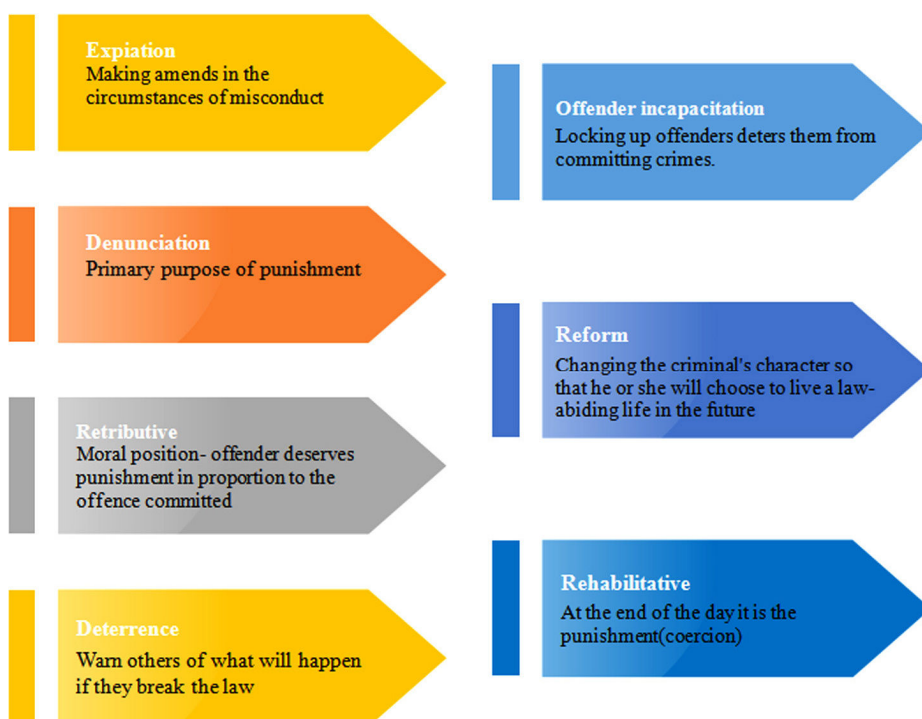 Expiation
Making amends in the
circumstances of misconduct
Denunciation
Primary purpose of punishment
Retributive
Moral position- offender deserves
punishment in proportion to the
offence committed
Deterrence
Warn others of what will happen
if they break the law
Offender incapacitation
Locking up offenders deters them from
committing crimes.
Reform
Changing the criminal's character so
that he or she will choose to live a law-
abiding life in the future
Rehabilitative
At the end of the day it is the
punishment(coercion)